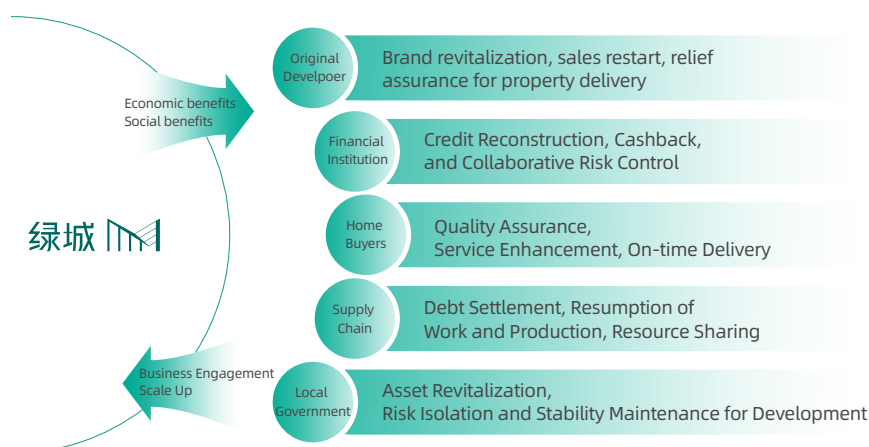 Economic benefits
Social benefits
绿城
Business Engagement
Scale Up
Original
Develpoer
Brand revitalization, sales restart, relief
assurance for property delivery
Financial
Institution
Credit Reconstruction, Cashback,
and Collaborative Risk Control
Home
Buyers
Quality Assurance,
Service Enhancement, On-time Delivery
Supply
Chain
Debt Settlement, Resumption of
Work and Production, Resource Sharing
Local
Government
Asset Revitalization,
Risk Isolation and Stability Maintenance for Development